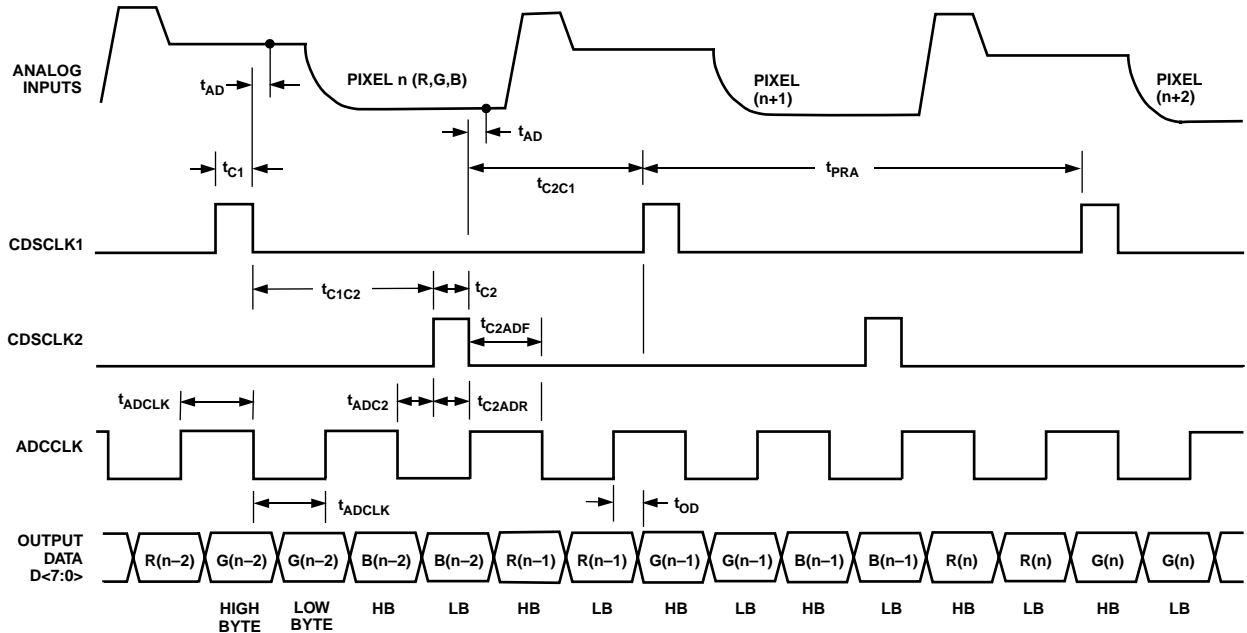 ANALOG
INPUTS
t_AD
PIXEL n (R,G,B)
PIXEL
(n+1)
PIXEL
(n+2)
t_AD
t_C1
t_C2C1
t_PRA
CDSCLK1
t_C1C2
t_C2
CDSCLK2
t_C2ADF
t_ADCLK
t_ADC2
t_C2ADR
ADCCLK
t_ADCLK
t_OD
OUTPUT
DATA
D<7:0>
R(n–2) G(n–2) G(n–2) B(n–2) B(n–2) R(n–1) R(n–1) G(n–1) G(n–1) B(n–1) B(n–1) R(n) R(n) G(n) G(n)
HIGH
BYTE
LOW
BYTE
HB LB HB LB HB LB HB LB HB LB HB LB